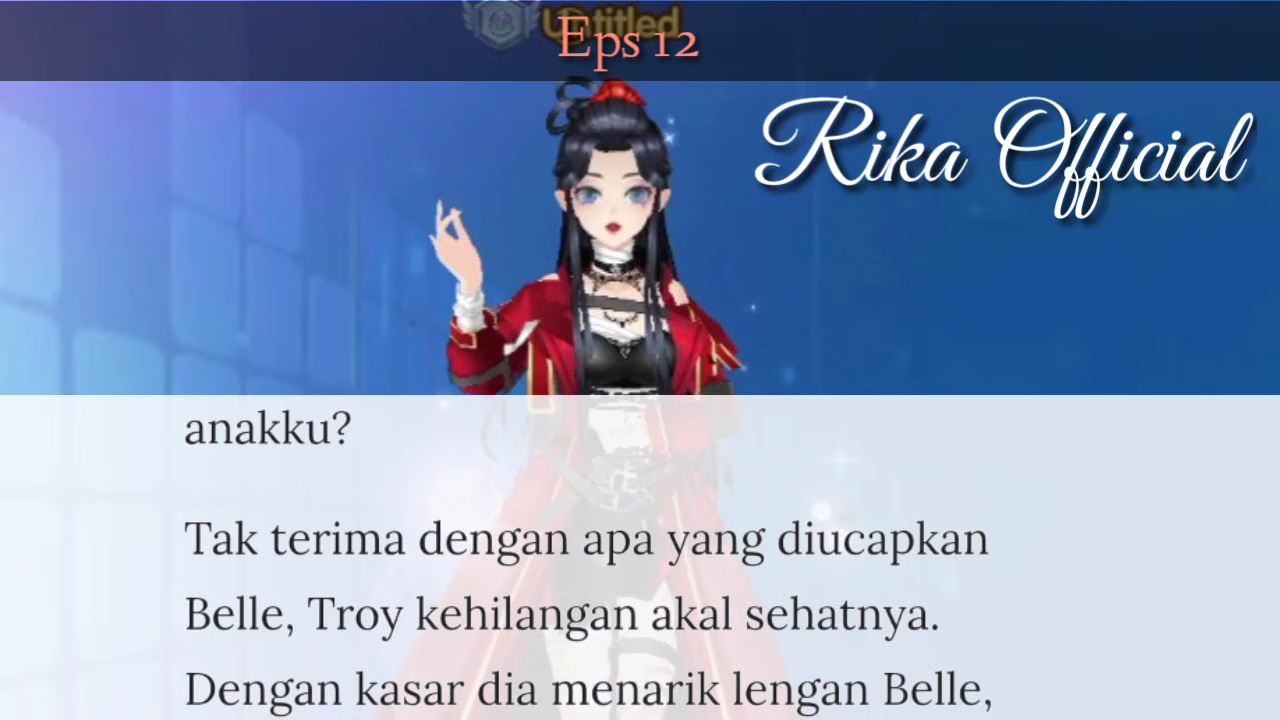 Untitled
Eps 12
Rika Official
anakku?
Tak terima dengan apa yang diucapkan
Belle, Troy kehilangan akal sehatnya.
Dengan kasar dia menarik lengan Belle,